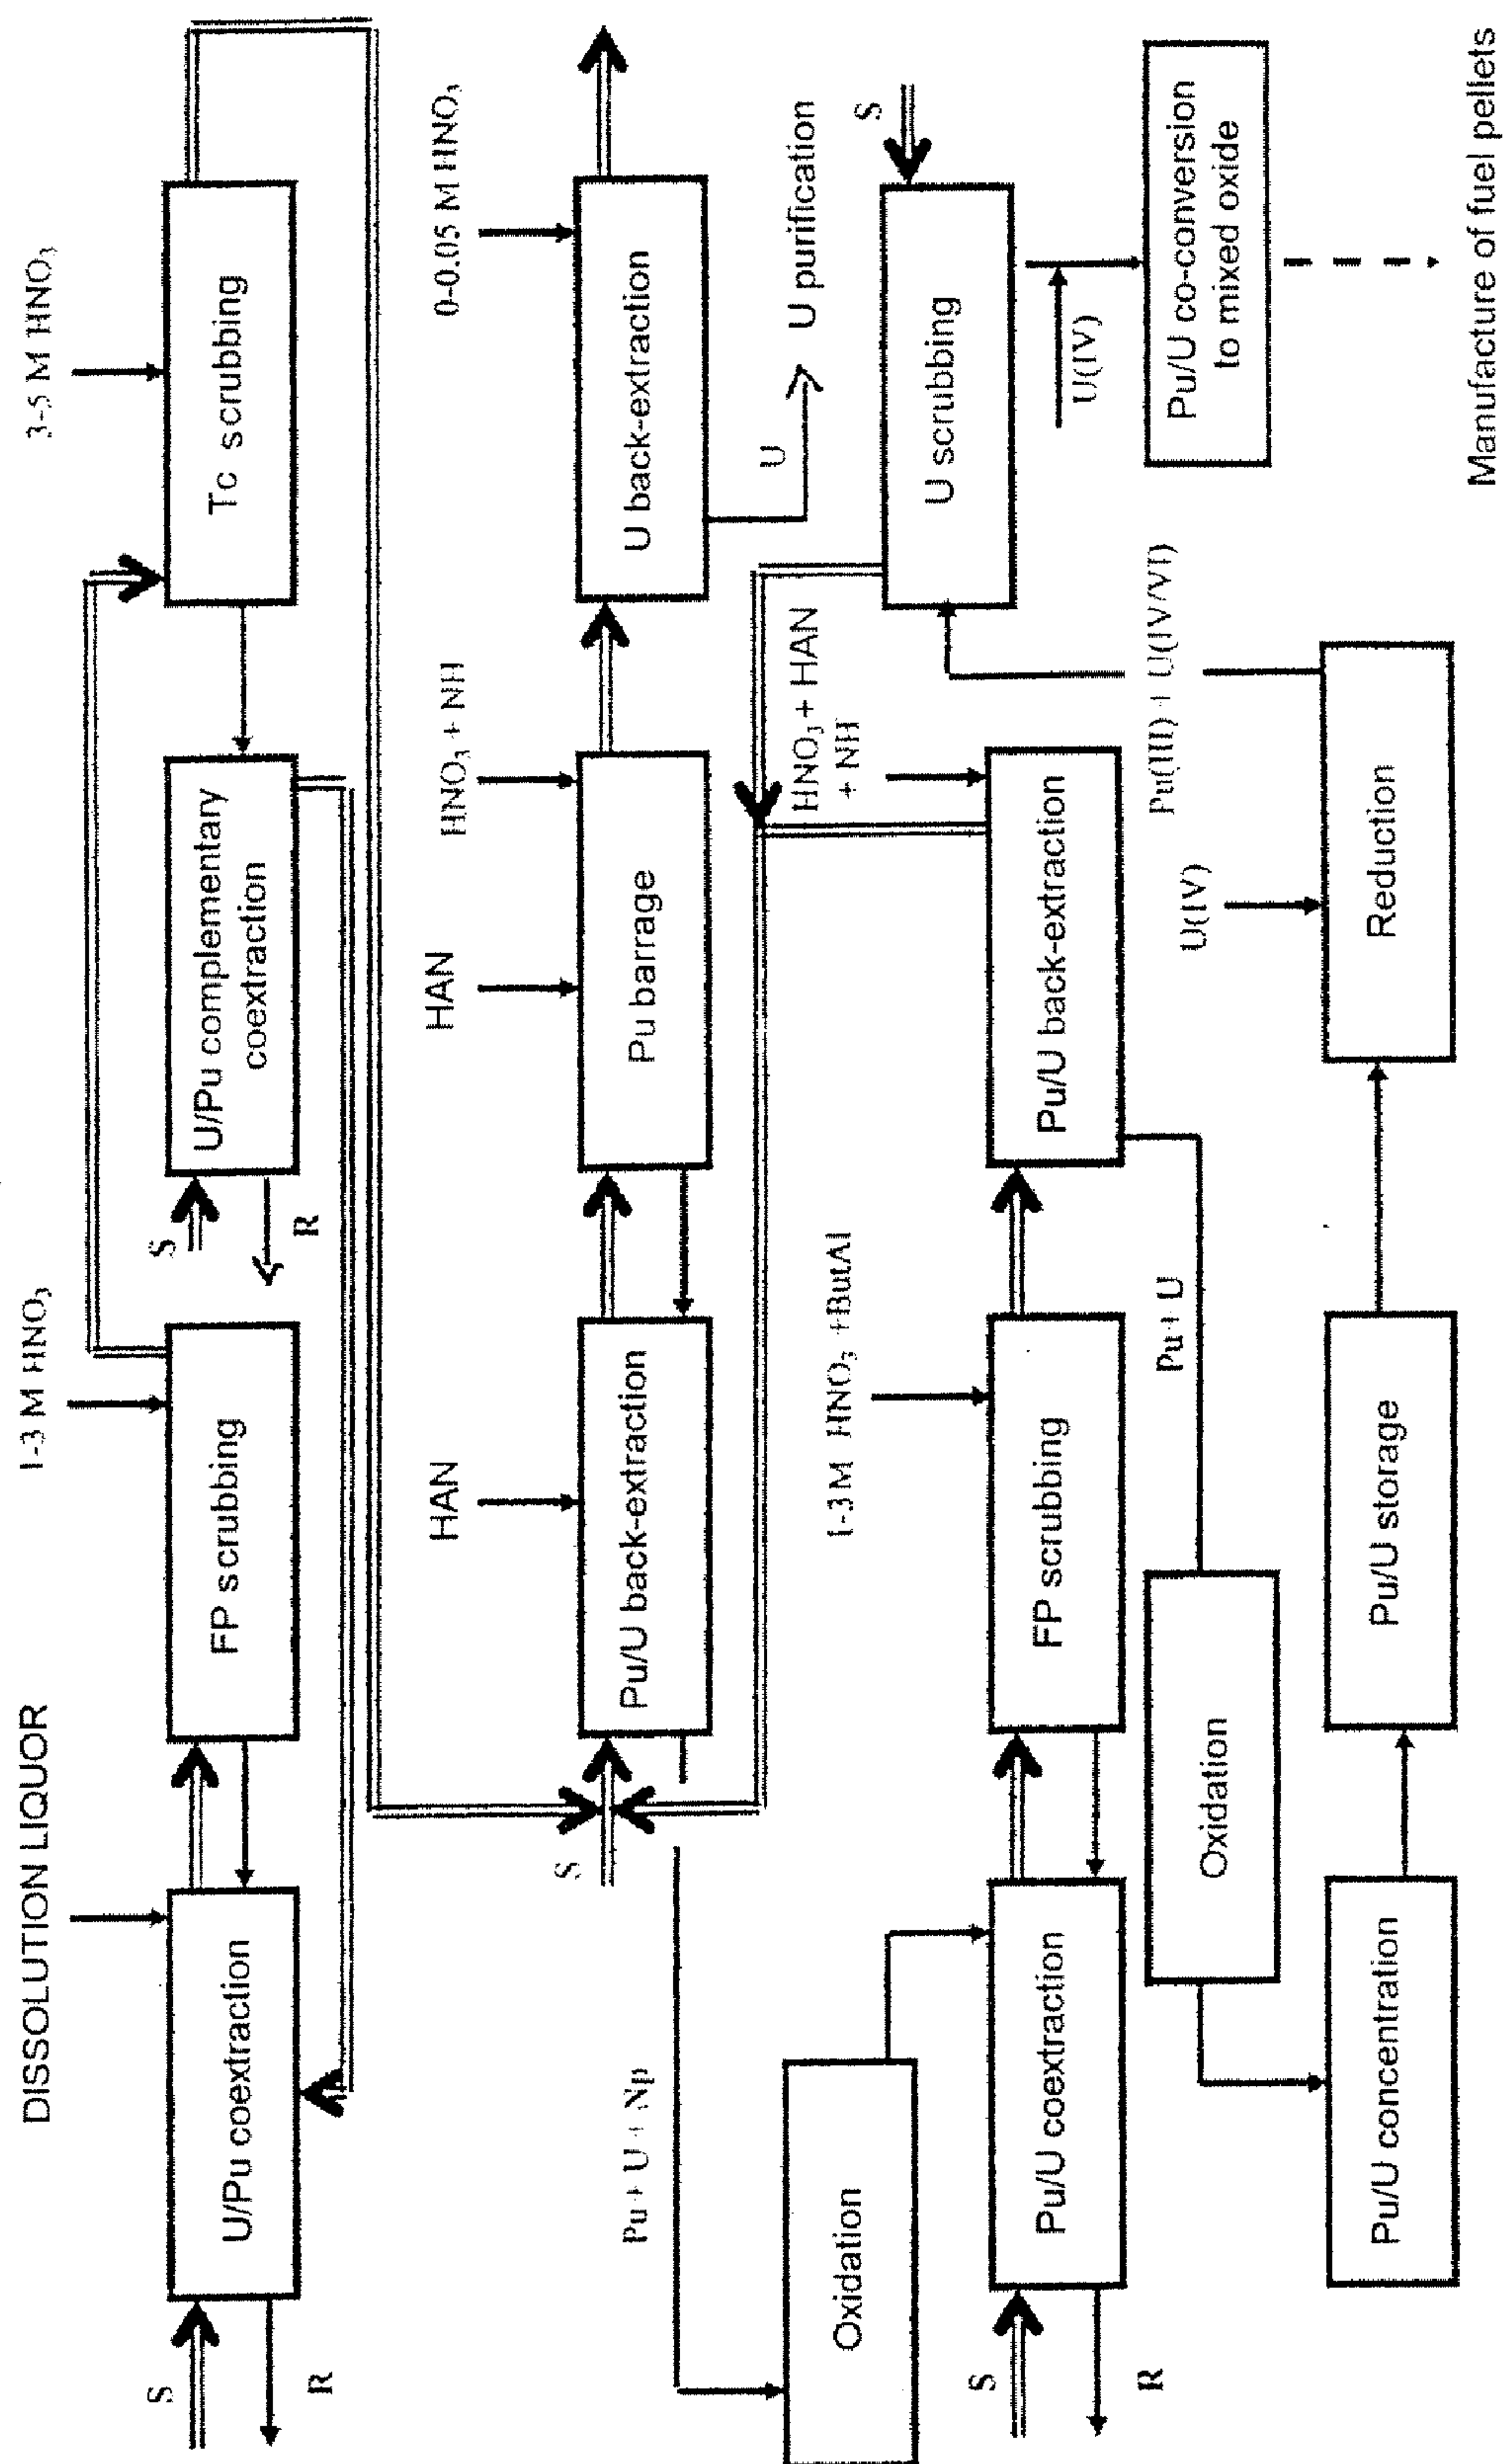 DISSOLUTION LIQUOR
1-3 M HNO₃
3-5 M HNO₃
S
U/Pu coextraction
R
FP scrubbing
S
U/Pu complementary
coextraction
R
Tc scrubbing
HAN
HAN
HNO₃ + NH
0-0.05 M HNO₃
S
Pu/U back-extraction
Pu barrage
U back-extraction
Pu + U + Np
U
U purification
Oxidation
1-3 M HNO₃ +ButAl
HNO₃ + HAN
+ NH
S
U scrubbing
S
Pu/U coextraction
R
FP scrubbing
Pu/U back-extraction
U(IV)
Pu + U
Oxidation
U(IV)
Pu(III) + U(IV/VI)
Pu/U co-conversion
to mixed oxide
Pu/U concentration
Pu/U storage
Reduction
Manufacture of fuel pellets